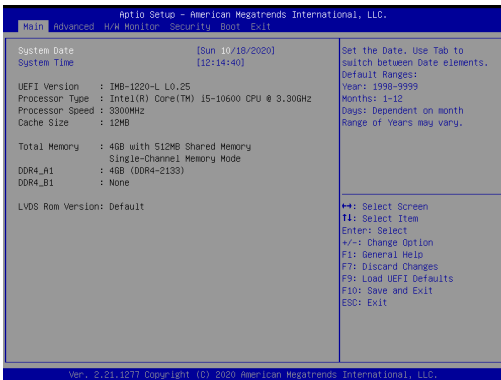 Aptio Setup - American Megatrends International, LLC.
Main Advanced H/W Monitor Security Boot Exit
System Date [Sun 10/18/2020]
System Time [12:14:40]
UEFI Version : IMB-1220-L L0.25
Processor Type : Intel(R) Core(TM) i5-10600 CPU @ 3.30GHz
Processor Speed : 3300MHz
Cache Size : 12MB
Total Memory : 4GB with 512MB Shared Memory
Single-Channel Memory Mode
DDR4_A1 : 4GB (DDR4-2133)
DDR4_B1 : None
LVDS Rom Version: Default
Set the Date. Use Tab to
switch between Date elements.
Default Ranges:
Year: 1998-9999
Months: 1-12
Days: Dependent on month
Range of Years may vary.
↔: Select Screen
↑↓: Select Item
Enter: Select
+/-: Change Option
F1: General Help
F7: Discard Changes
F9: Load UEFI Defaults
F10: Save and Exit
ESC: Exit
Ver. 2.21.1277 Copyright (C) 2020 American Megatrends International, LLC.